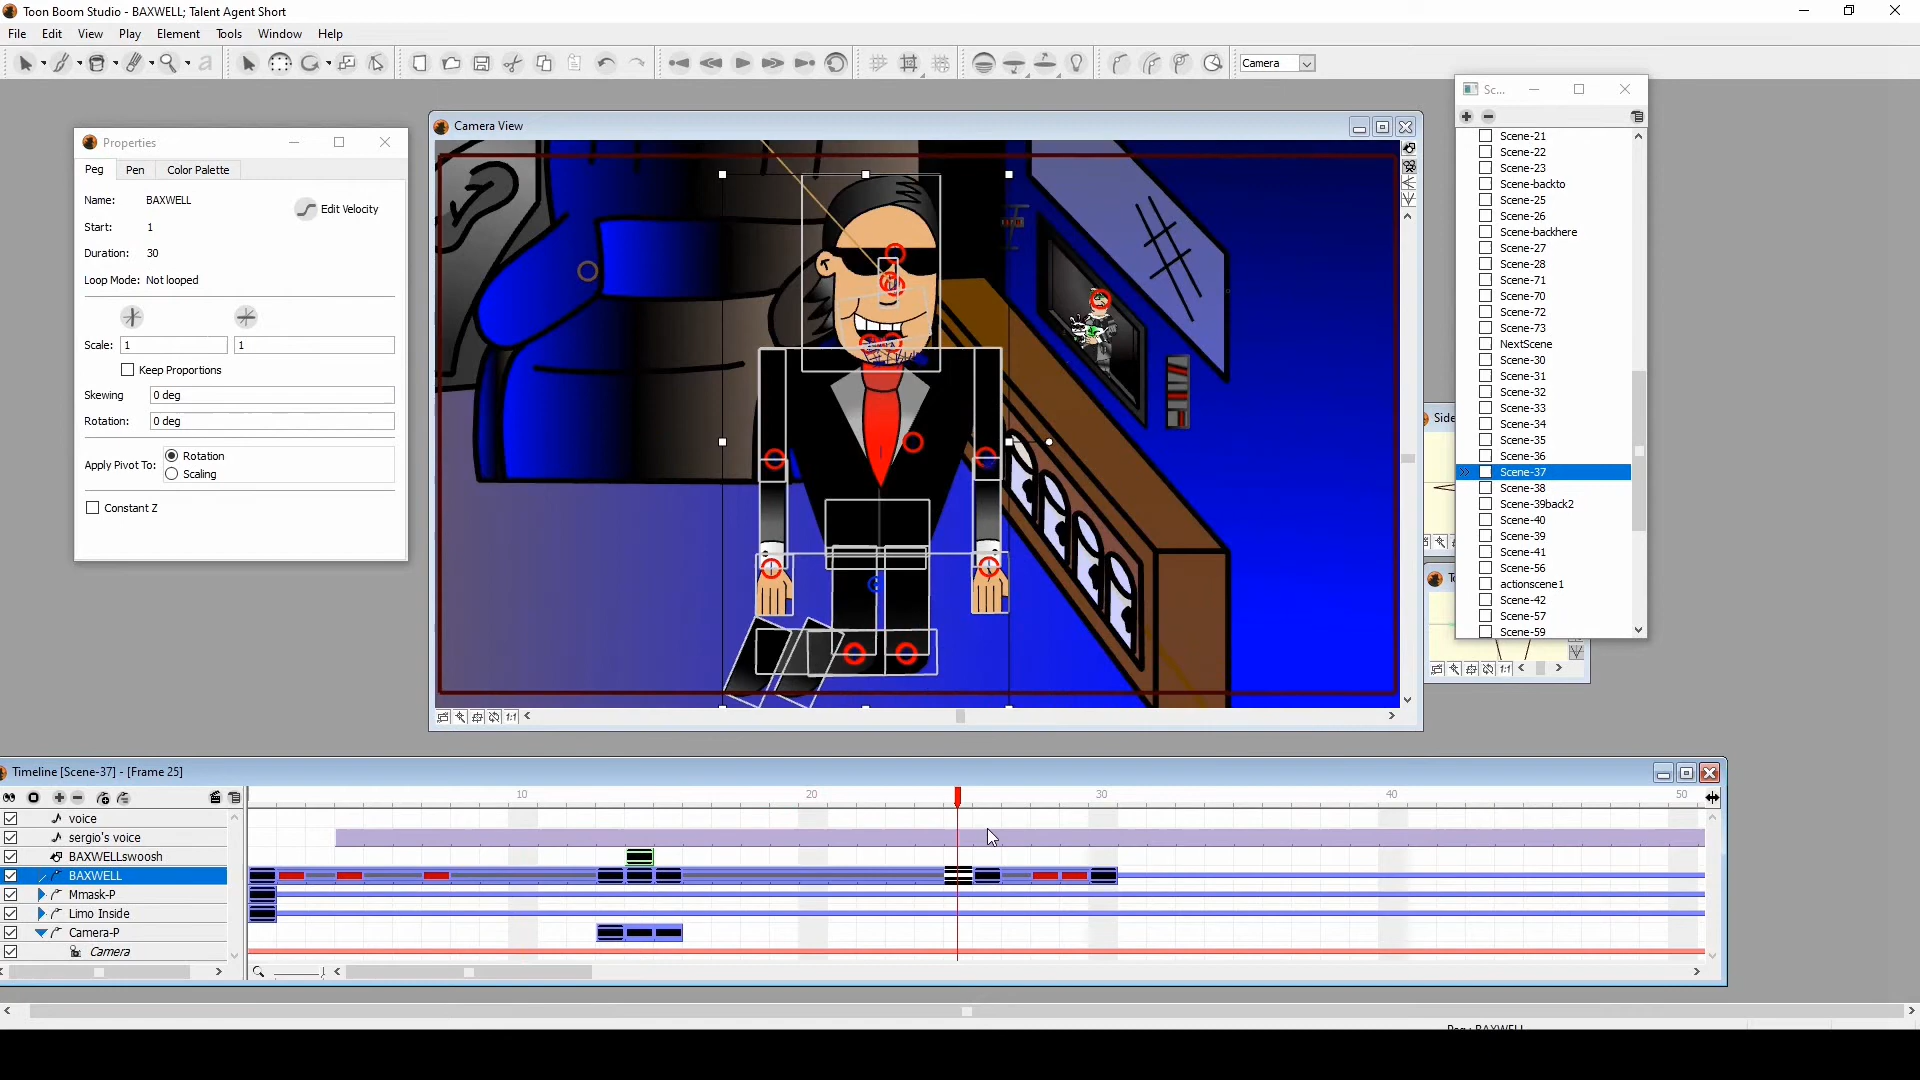 Toon Boom Studio - BAXWELL; Talent Agent Short
File Edit View Play Element Tools Window Help
Camera
Properties
Peg Pen Color Palette
Name: BAXWELL
Edit Velocity
Start: 1
Duration: 30
Loop Mode: Not looped
Scale: 1 1
Keep Proportions
Skewing 0 deg
Rotation: 0 deg
Apply Pivot To: Rotation
Scaling
Constant Z
Camera View
1:1
Sc...
Scene-21
Scene-22
Scene-23
Scene-backto
Scene-25
Scene-26
Scene-backhere
Scene-27
Scene-28
Scene-71
Scene-70
Scene-72
Scene-73
NextScene
Scene-30
Scene-31
Scene-32
Scene-33
Scene-34
Scene-35
Scene-36
Scene-37
Scene-38
Scene-39back2
Scene-40
Scene-39
Scene-41
Scene-56
actionscene1
Scene-42
Scene-57
Scene-59
Side
1:1
Timeline [Scene-37] - [Frame 25]
10 20 30 40 50
voice
sergio's voice
BAXWELLswoosh
BAXWELL
Mmask-P
Limo Inside
Camera-P
Camera